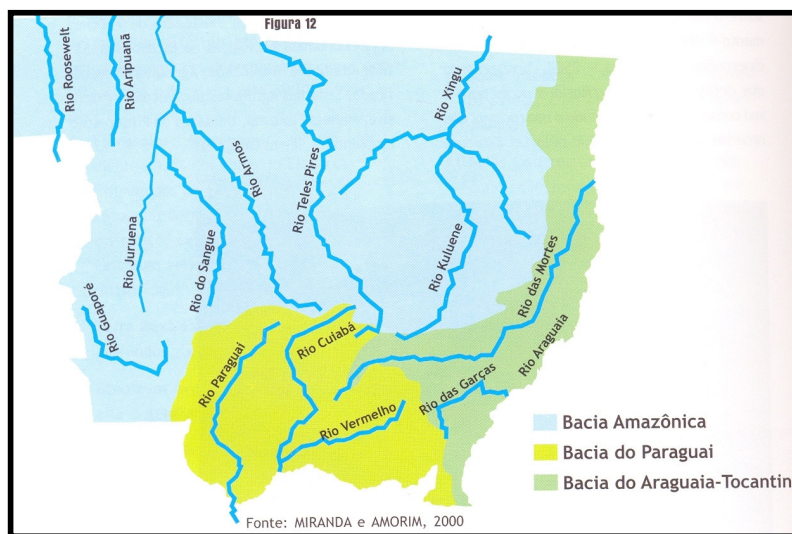 Figura 12
Rio Roosewelt
Rio Aripuanã
Rio Xingu
Rio Armos
Rio Teles Pires
Rio Juruena
Rio do Sangue
Rio Kuluene
Rio das Mortes
Rio Guaporé
Rio Paraguai
Rio Cuiabá
Rio Araguaia
Rio das Garças
Rio Vermelho
Bacia Amazônica
Bacia do Paraguai
Bacia do Araguaia-Tocantin
Fonte: MIRANDA e AMORIM, 2000